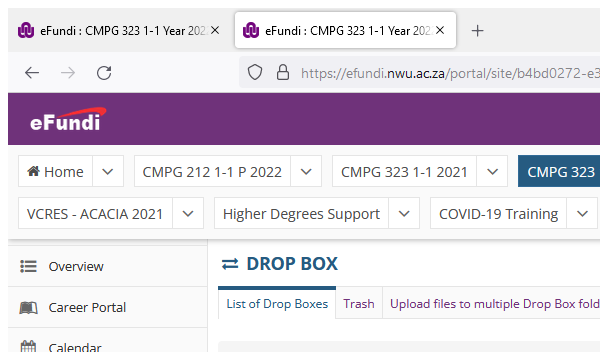 eFundi : CMPG 323 1-1 Year 202 eFundi : CMPG 323 1-1 Year 202
https://efundi.nwu.ac.za/portal/site/b4bd0272-e3
eFundi
Home CMPG 212 1-1 P 2022 CMPG 323 1-1 2021 CMPG 323
VCRES - ACACIA 2021 Higher Degrees Support COVID-19 Training
Overview
DROP BOX
Career Portal
List of Drop Boxes Trash Upload files to multiple Drop Box fold
Calendar